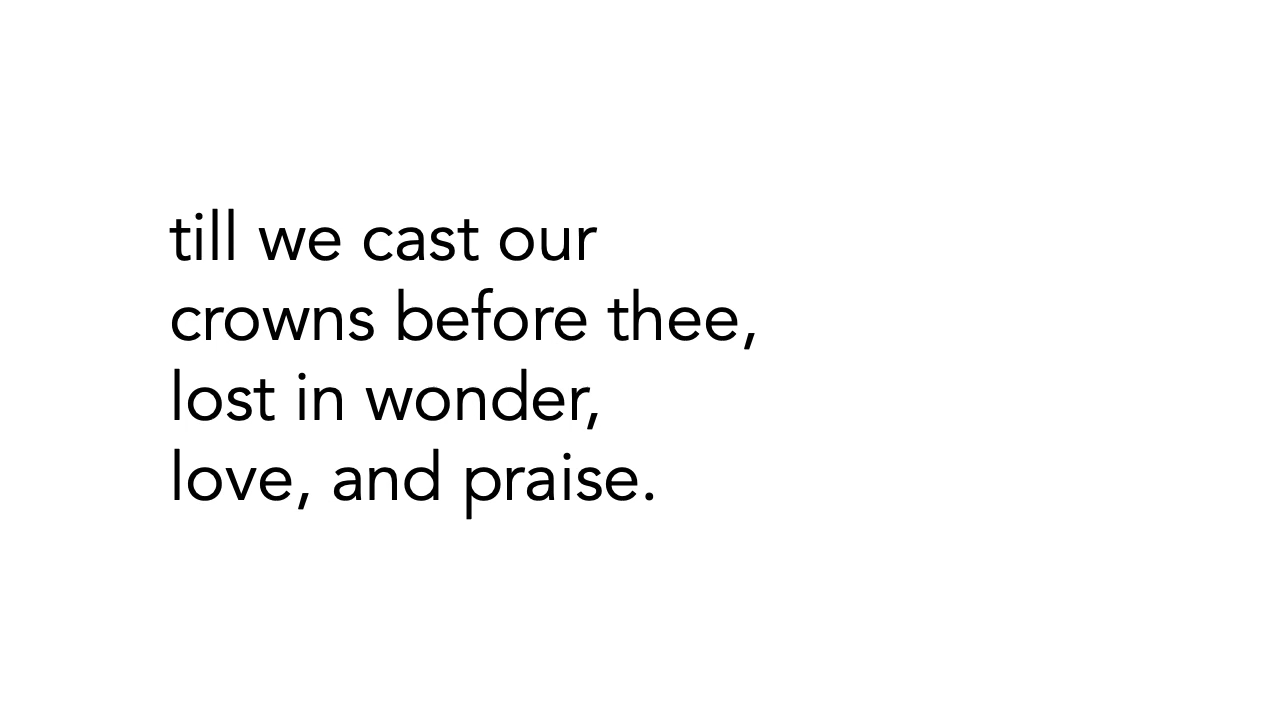 till we cast our
crowns before thee,
lost in wonder,
love, and praise.